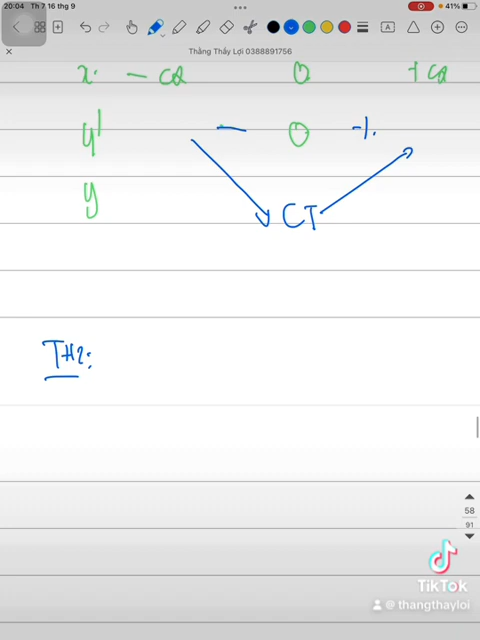 20:04 Th 7 16 thg 9
41%
Thằng Thầy Lợi 0388891756
x - ∞ 0 + ∞
y' - 0 +
y
CT
TH2:
58
91
TikTok
@ thangthayloi